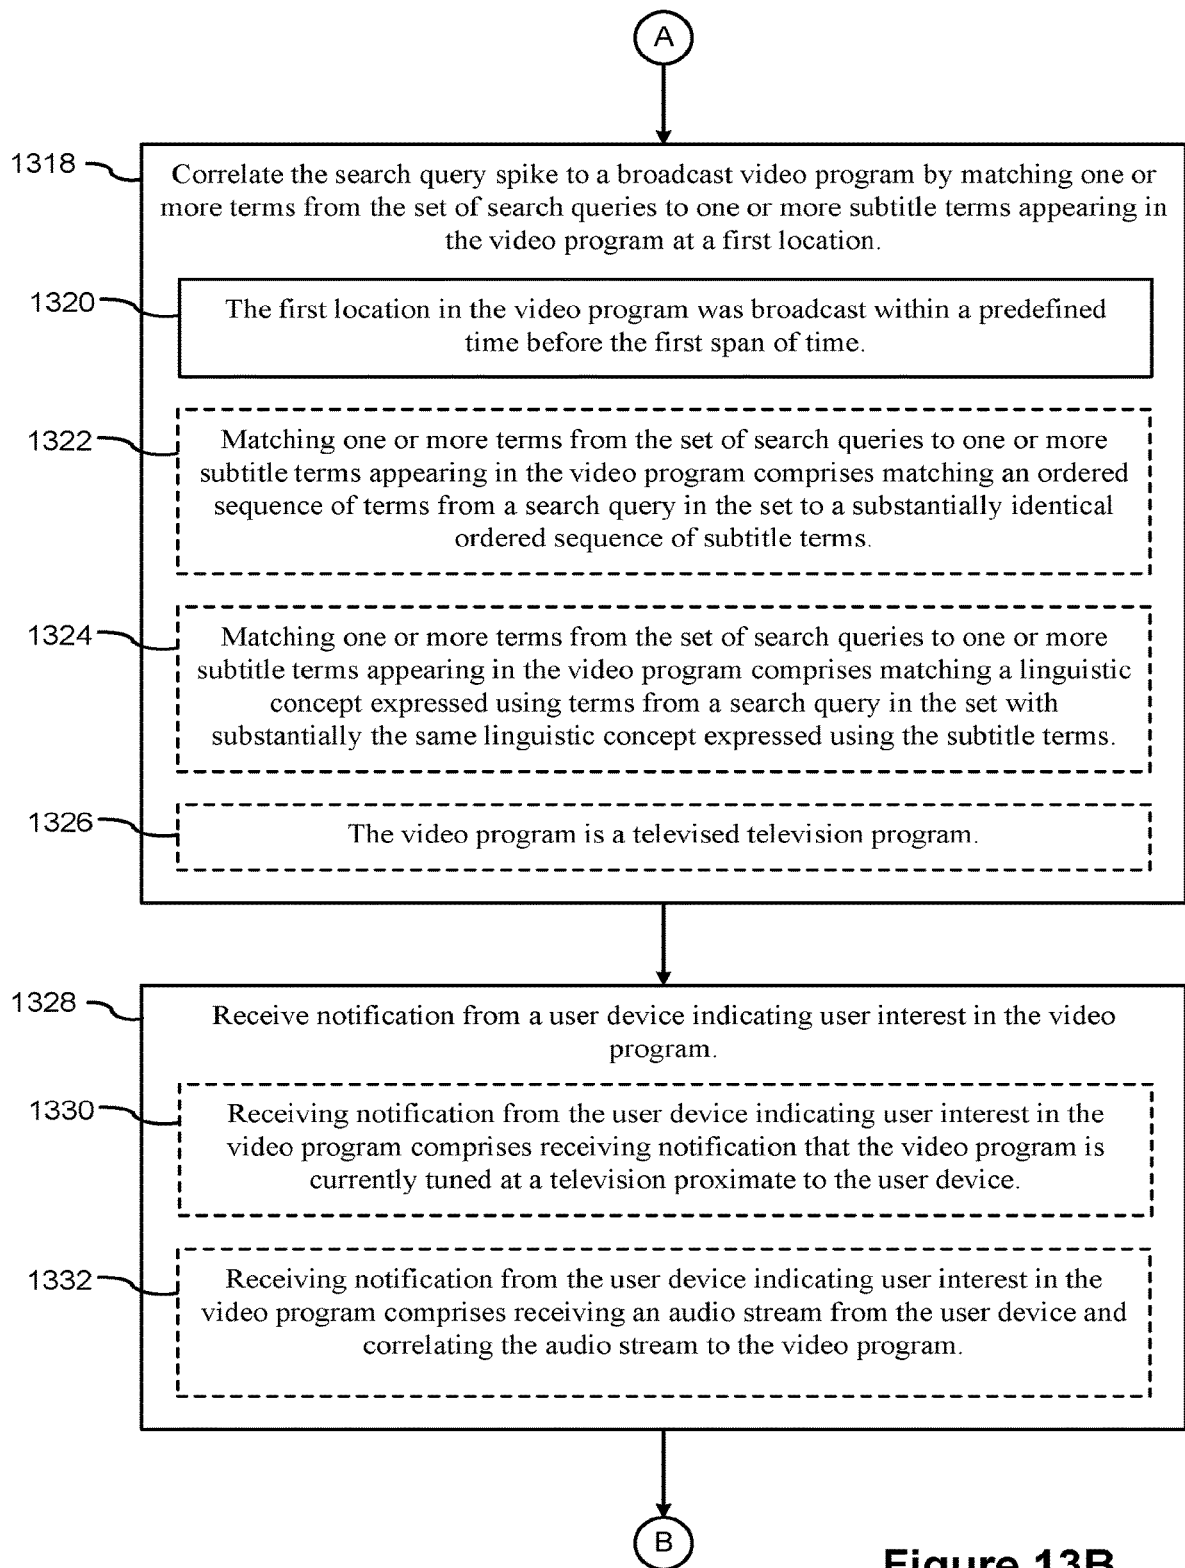 A
1318
Correlate the search query spike to a broadcast video program by matching one or
more terms from the set of search queries to one or more subtitle terms appearing in
the video program at a first location.
1320
The first location in the video program was broadcast within a predefined
time before the first span of time.
1322
Matching one or more terms from the set of search queries to one or more
subtitle terms appearing in the video program comprises matching an ordered
sequence of terms from a search query in the set to a substantially identical
ordered sequence of subtitle terms.
1324
Matching one or more terms from the set of search queries to one or more
subtitle terms appearing in the video program comprises matching a linguistic
concept expressed using terms from a search query in the set with
substantially the same linguistic concept expressed using the subtitle terms.
1326
The video program is a televised television program.
1328
Receive notification from a user device indicating user interest in the video
program.
1330
Receiving notification from the user device indicating user interest in the
video program comprises receiving notification that the video program is
currently tuned at a television proximate to the user device.
1332
Receiving notification from the user device indicating user interest in the
video program comprises receiving an audio stream from the user device and
correlating the audio stream to the video program.
B
Figure 13B